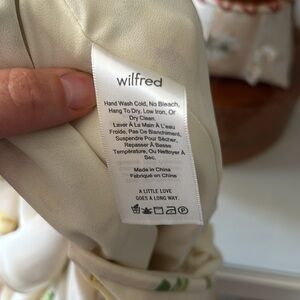 wilfred
Hand Wash Cold, No Bleach,
Hang To Dry, Low Iron, Or
Dry Clean.
Laver À La Main À L'eau
Froide, Pas De Blanchiment,
Suspendre Pour Sécher,
Repasser À Basse
Température, Ou Nettoyer À
Sec.
Made in China
Fabriqué en China
A LITTLE LOVE
GOES A LONG WAY.